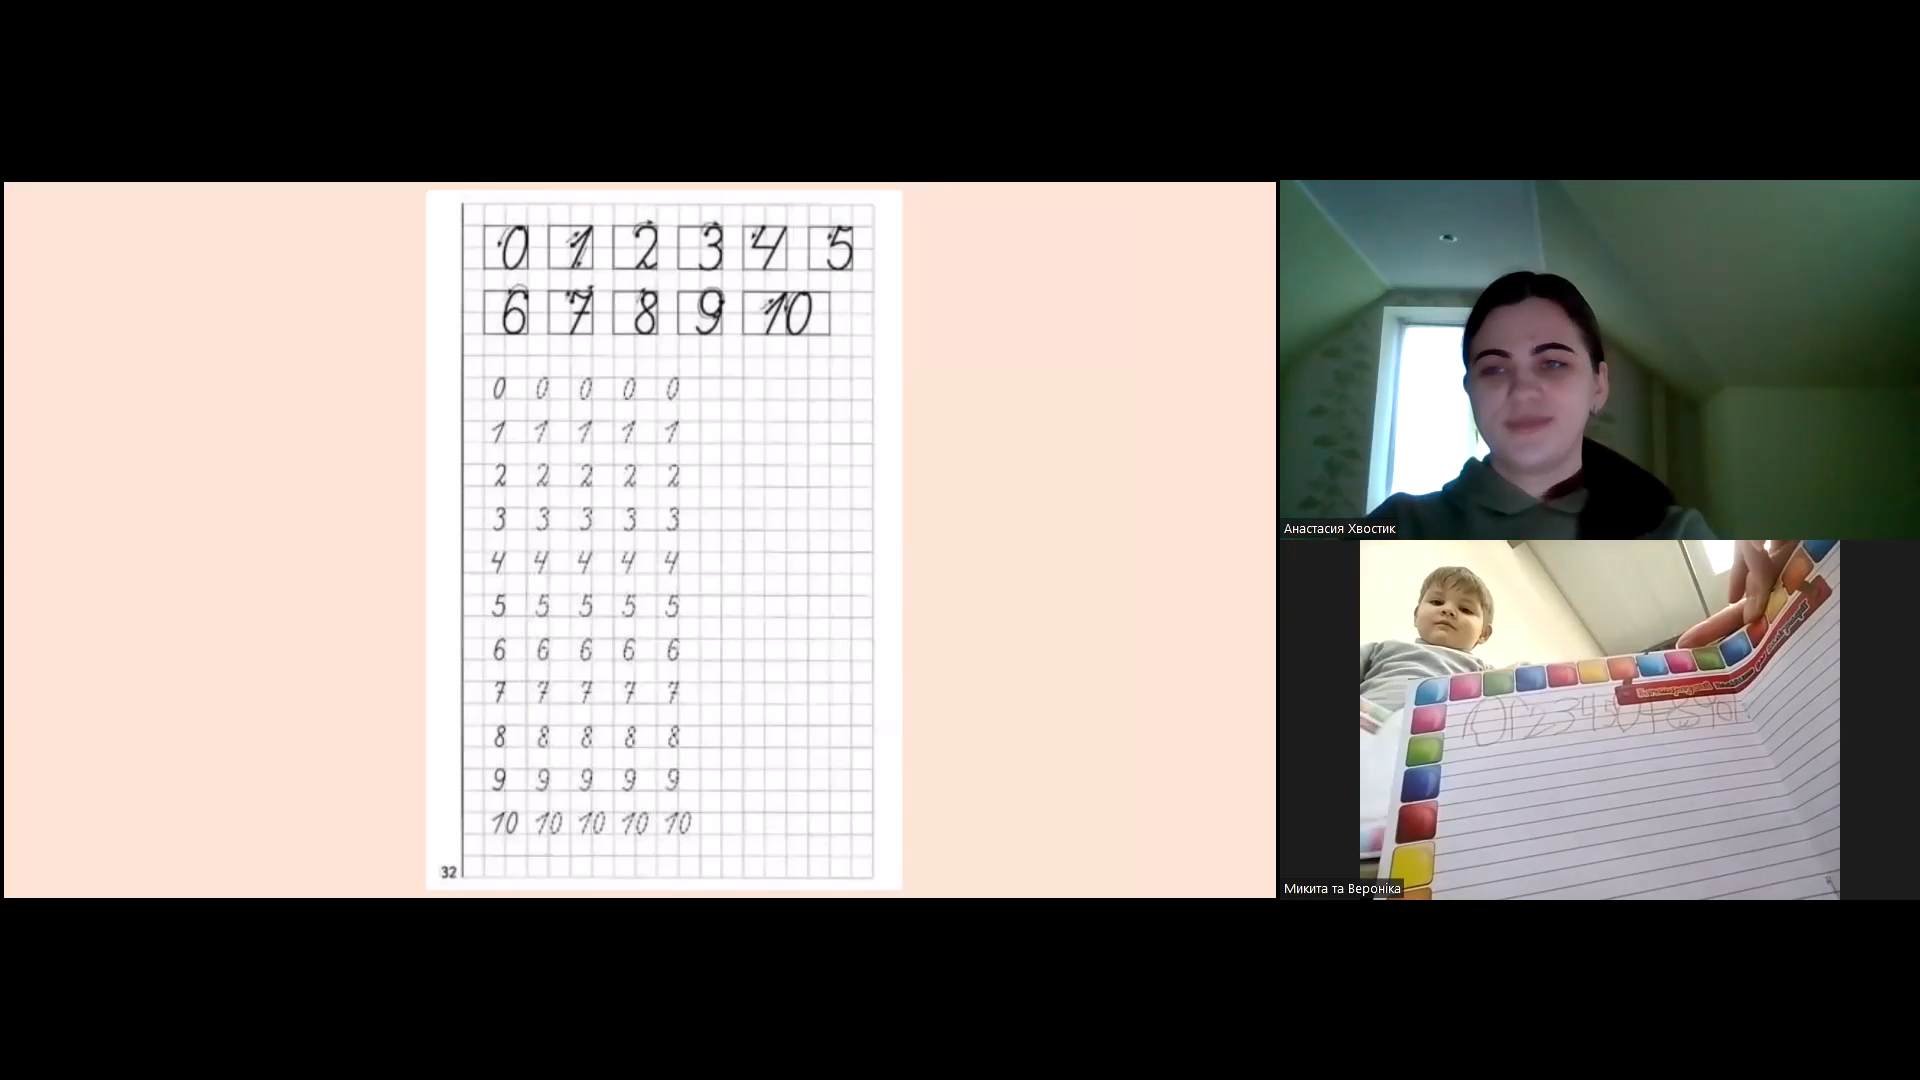 0 1 2 3 4 5
6 7 8 9 10
0 0 0 0 0
1 1 1 1 1
2 2 2 2 2
3 3 3 3 3
4 4 4 4 4
5 5 5 5 5
6 6 6 6 6
7 7 7 7 7
8 8 8 8 8
9 9 9 9 9
10 10 10 10 10
32
Анастасия Хвостик
Микита та Вероніка